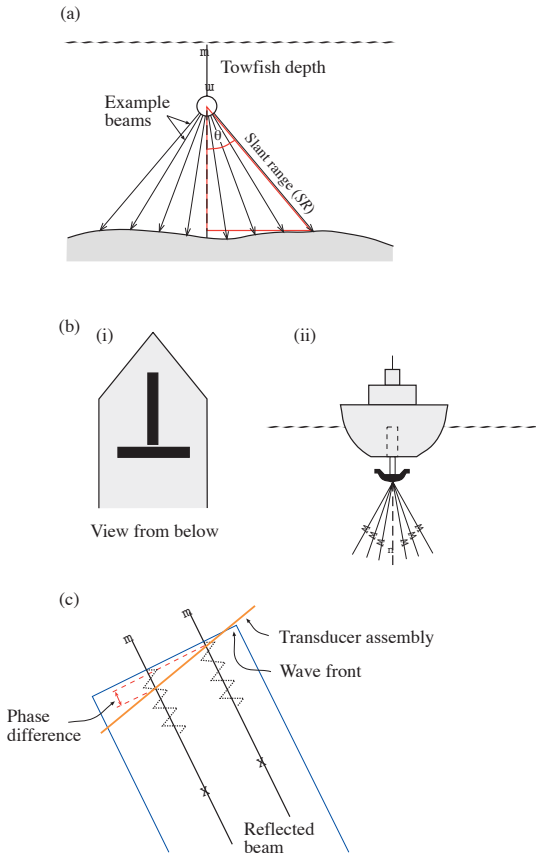 (a)
Towfish depth
Example
beams
θ
Slant range (SR)
(b)
(i)
(ii)
View from below
(c)
Transducer assembly
Wave front
Phase
difference
Reflected
beam